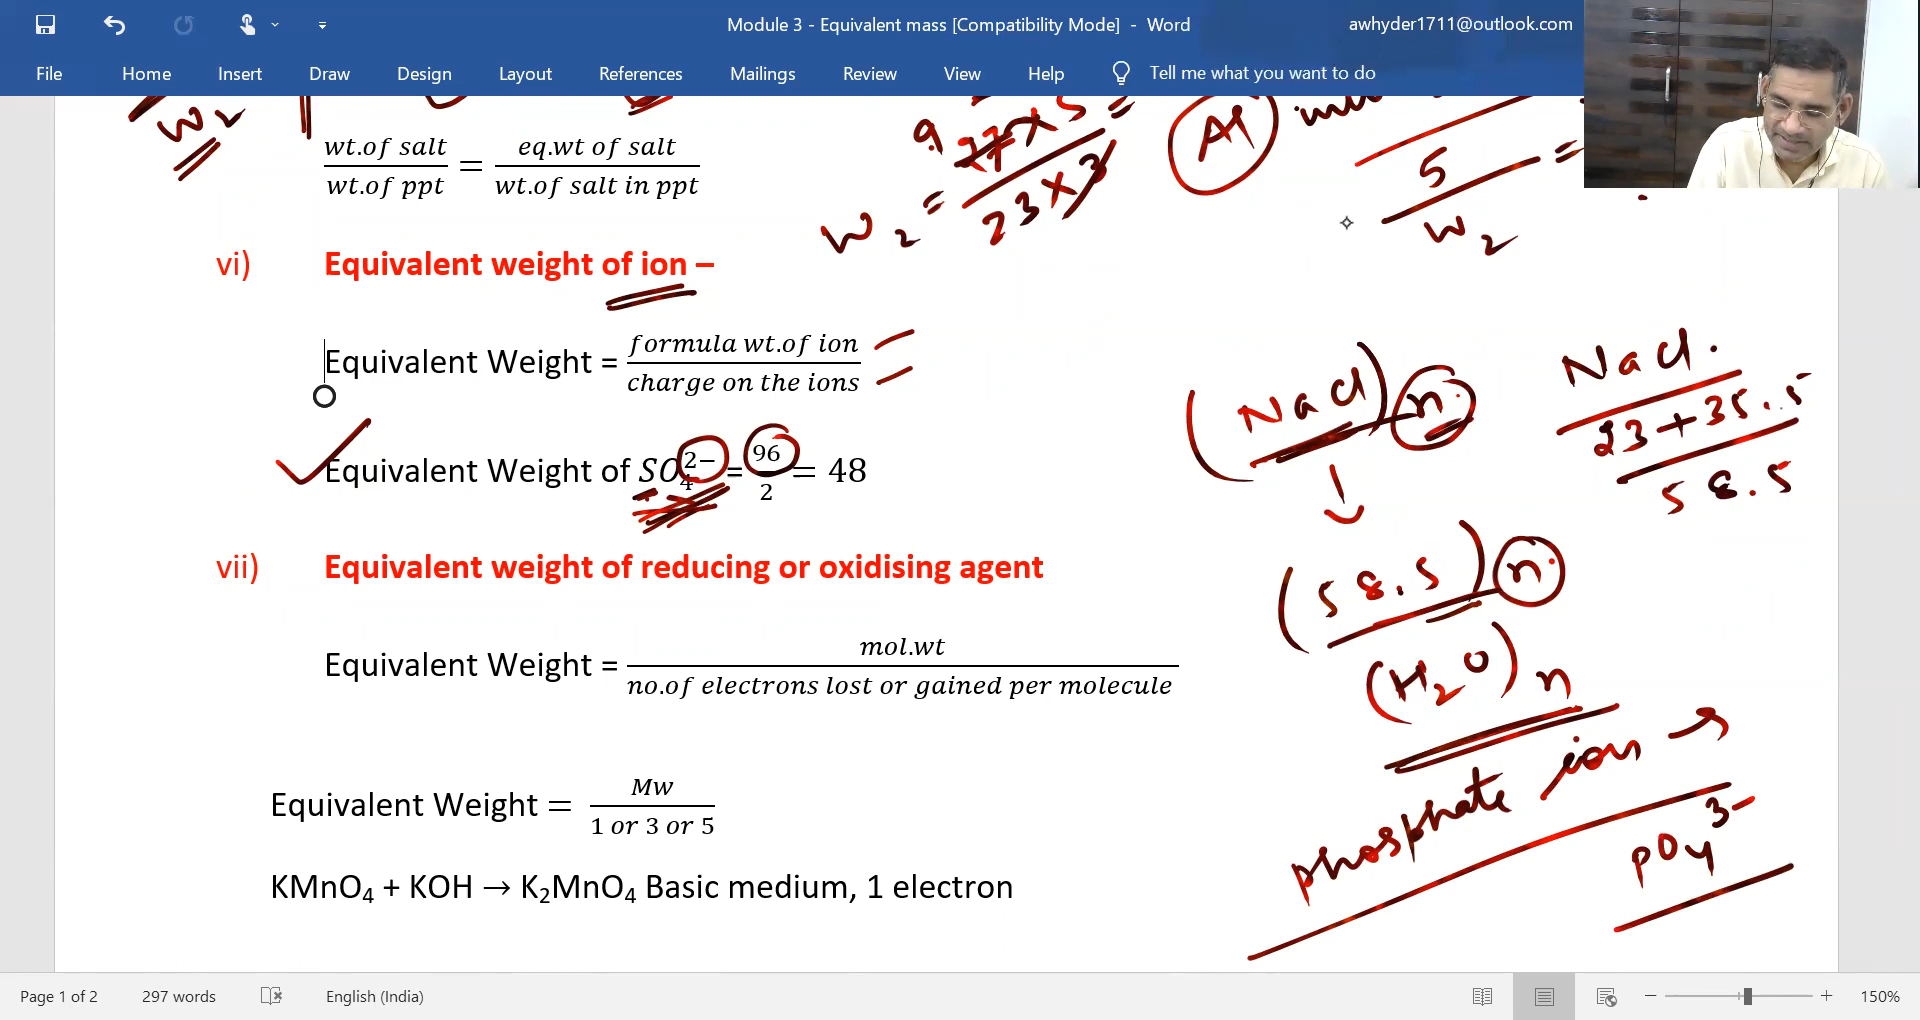 Module 3 - Equivalent mass [Compatibility Mode] - Word
awhyder1711@outlook.com
File Home Insert Draw Design Layout References Mailings Review View Help Tell me what you want to do
W2
wt.of salt / wt.of ppt = eq.wt of salt / wt.of salt in ppt
W2 = 9 27 x 5 / 23 x 3 =
Al
5 / W2 =
vi) Equivalent weight of ion –
Equivalent Weight = formula wt.of ion / charge on the ions =
Equivalent Weight of SO4 2− = 96 / 2 = 48
(NaCl) n
NaCl.
23 + 35.5
58.5
(58.5) n
(H2O) n
vii) Equivalent weight of reducing or oxidising agent
Equivalent Weight = mol.wt / no.of electrons lost or gained per molecule
phosphate ion →
PO4 3-
Equivalent Weight = Mw / 1 or 3 or 5
KMnO4 + KOH → K2MnO4 Basic medium, 1 electron
Page 1 of 2 297 words English (India) 150%